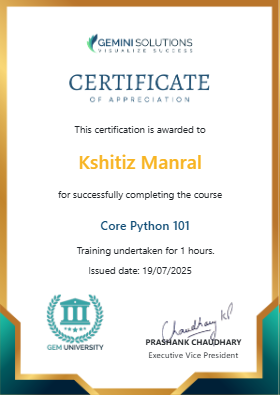 GEMINI SOLUTIONS
VISUALIZE SUCCESS
CERTIFICATE
OF APPRECIATION
This certification is awarded to
Kshitiz Manral
for successfully completing the course
Core Python 101
Training undertaken for 1 hours.
Issued date: 19/07/2025
Chaudhary KP
PRASHANK CHAUDHARY
Executive Vice President
GEM UNIVERSITY